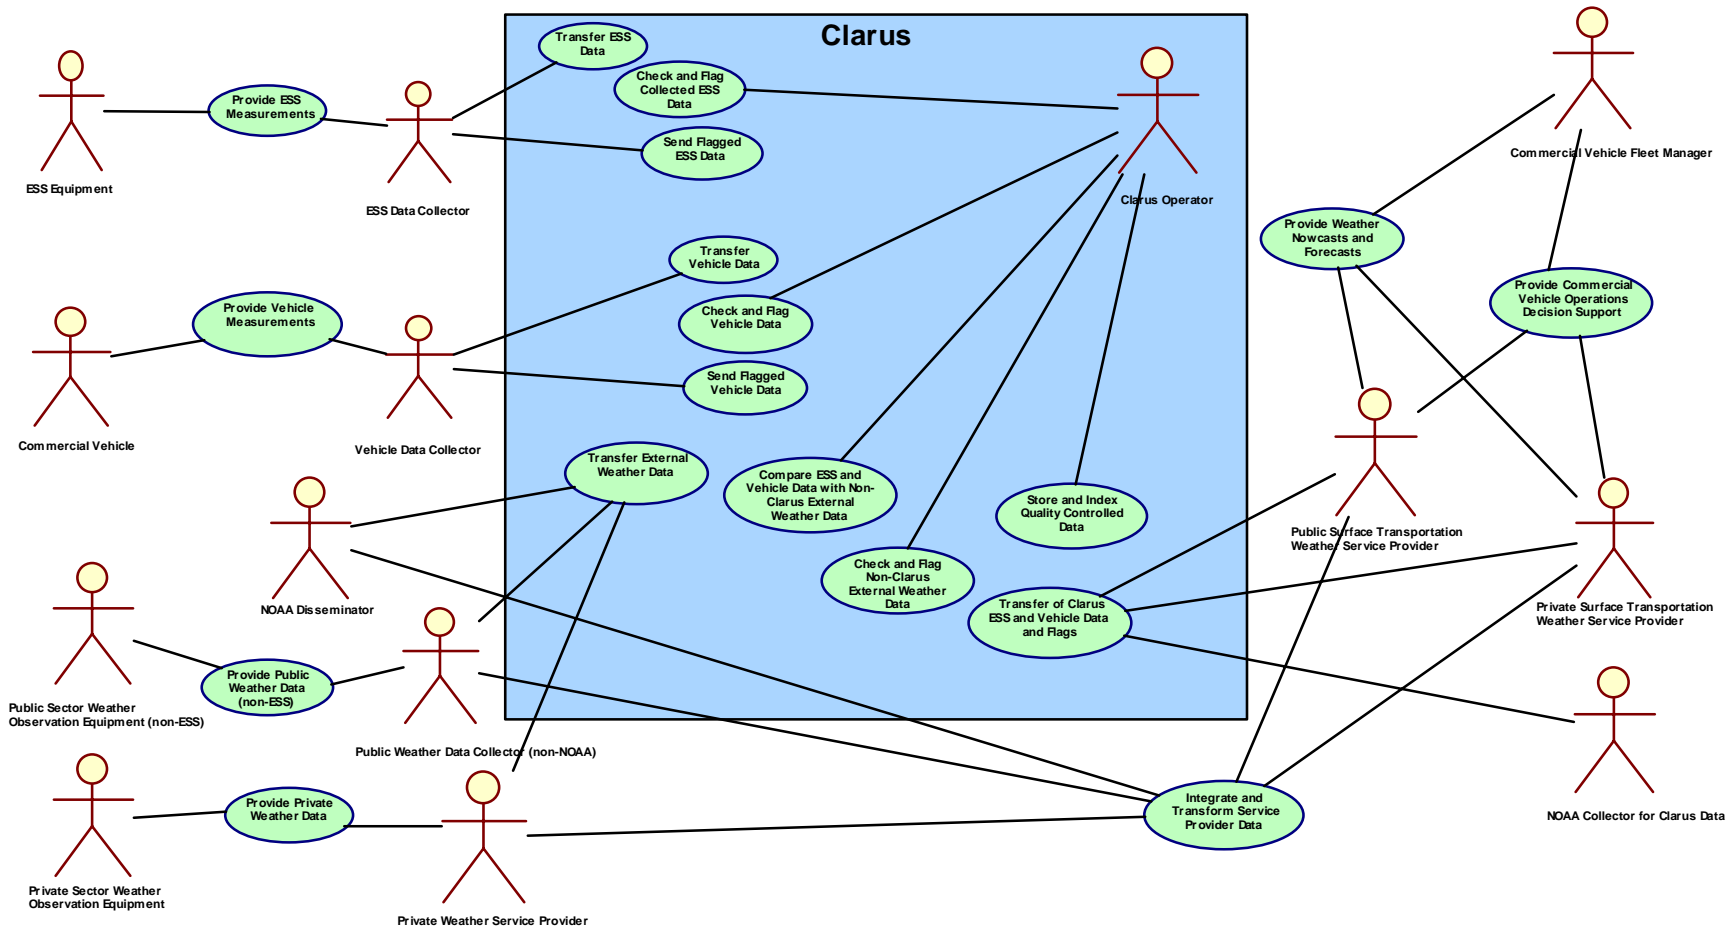 Clarus
Transfer ESS
Data
Check and Flag
Collected ESS
Data
Provide ESS
Measurements
Send Flagged
ESS Data
Commercial Vehicle Fleet Manager
ESS Equipment
ESS Data Collector
Clarus Operator
Provide Weather
Nowcasts and
Forecasts
Transfer
Vehicle Data
Provide Commercial
Vehicle Operations
Decision Support
Provide Vehicle
Measurements
Check and Flag
Vehicle Data
Send Flagged
Vehicle Data
Commercial Vehicle
Vehicle Data Collector
Transfer External
Weather Data
Compare ESS and
Vehicle Data with Non-
Clarus External
Weather Data
Store and Index
Quality Controlled
Data
Public Surface Transportation
Weather Service Provider
Check and Flag
Non-Clarus
External Weather
Data
NOAA Disseminator
Transfer of Clarus
ESS and Vehicle Data
and Flags
Private Surface Transportation
Weather Service Provider
Provide Public
Weather Data
(non-ESS)
Public Sector Weather
Observation Equipment (non-ESS)
Public Weather Data Collector (non-NOAA)
Provide Private
Weather Data
Integrate and
Transform Service
Provider Data
NOAA Collector for Clarus Data
Private Sector Weather
Observation Equipment
Private Weather Service Provider